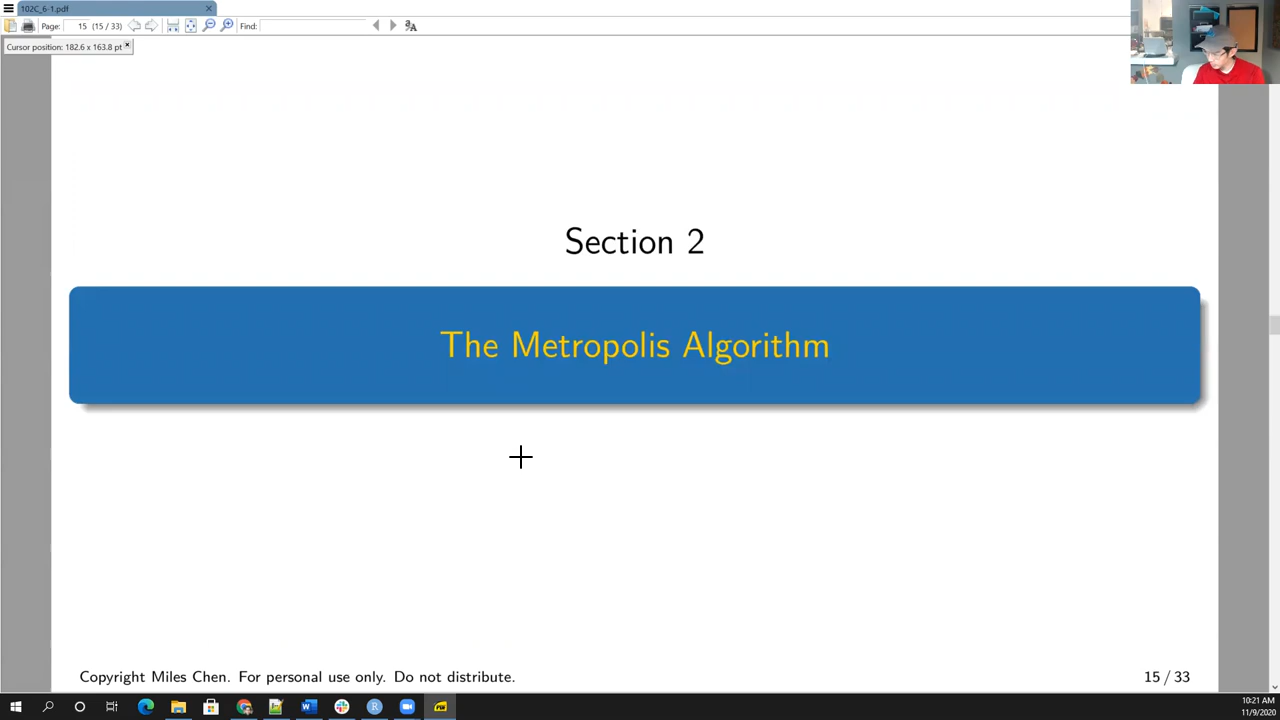 102C_6-1.pdf
Page: 15 (15 / 33) Find:
Cursor position: 182.6 x 163.8 pt
Section 2
The Metropolis Algorithm
Copyright Miles Chen. For personal use only. Do not distribute.
15 / 33
10:21 AM
11/9/2020